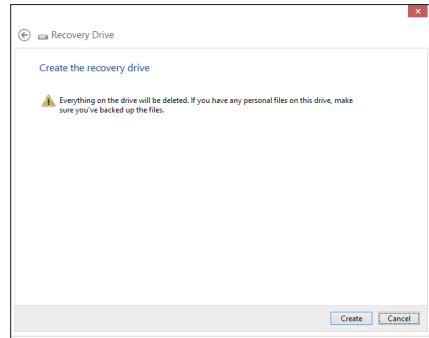 Recovery Drive
Create the recovery drive
Everything on the drive will be deleted. If you have any personal files on this drive, make
sure you've backed up the files.
Create Cancel